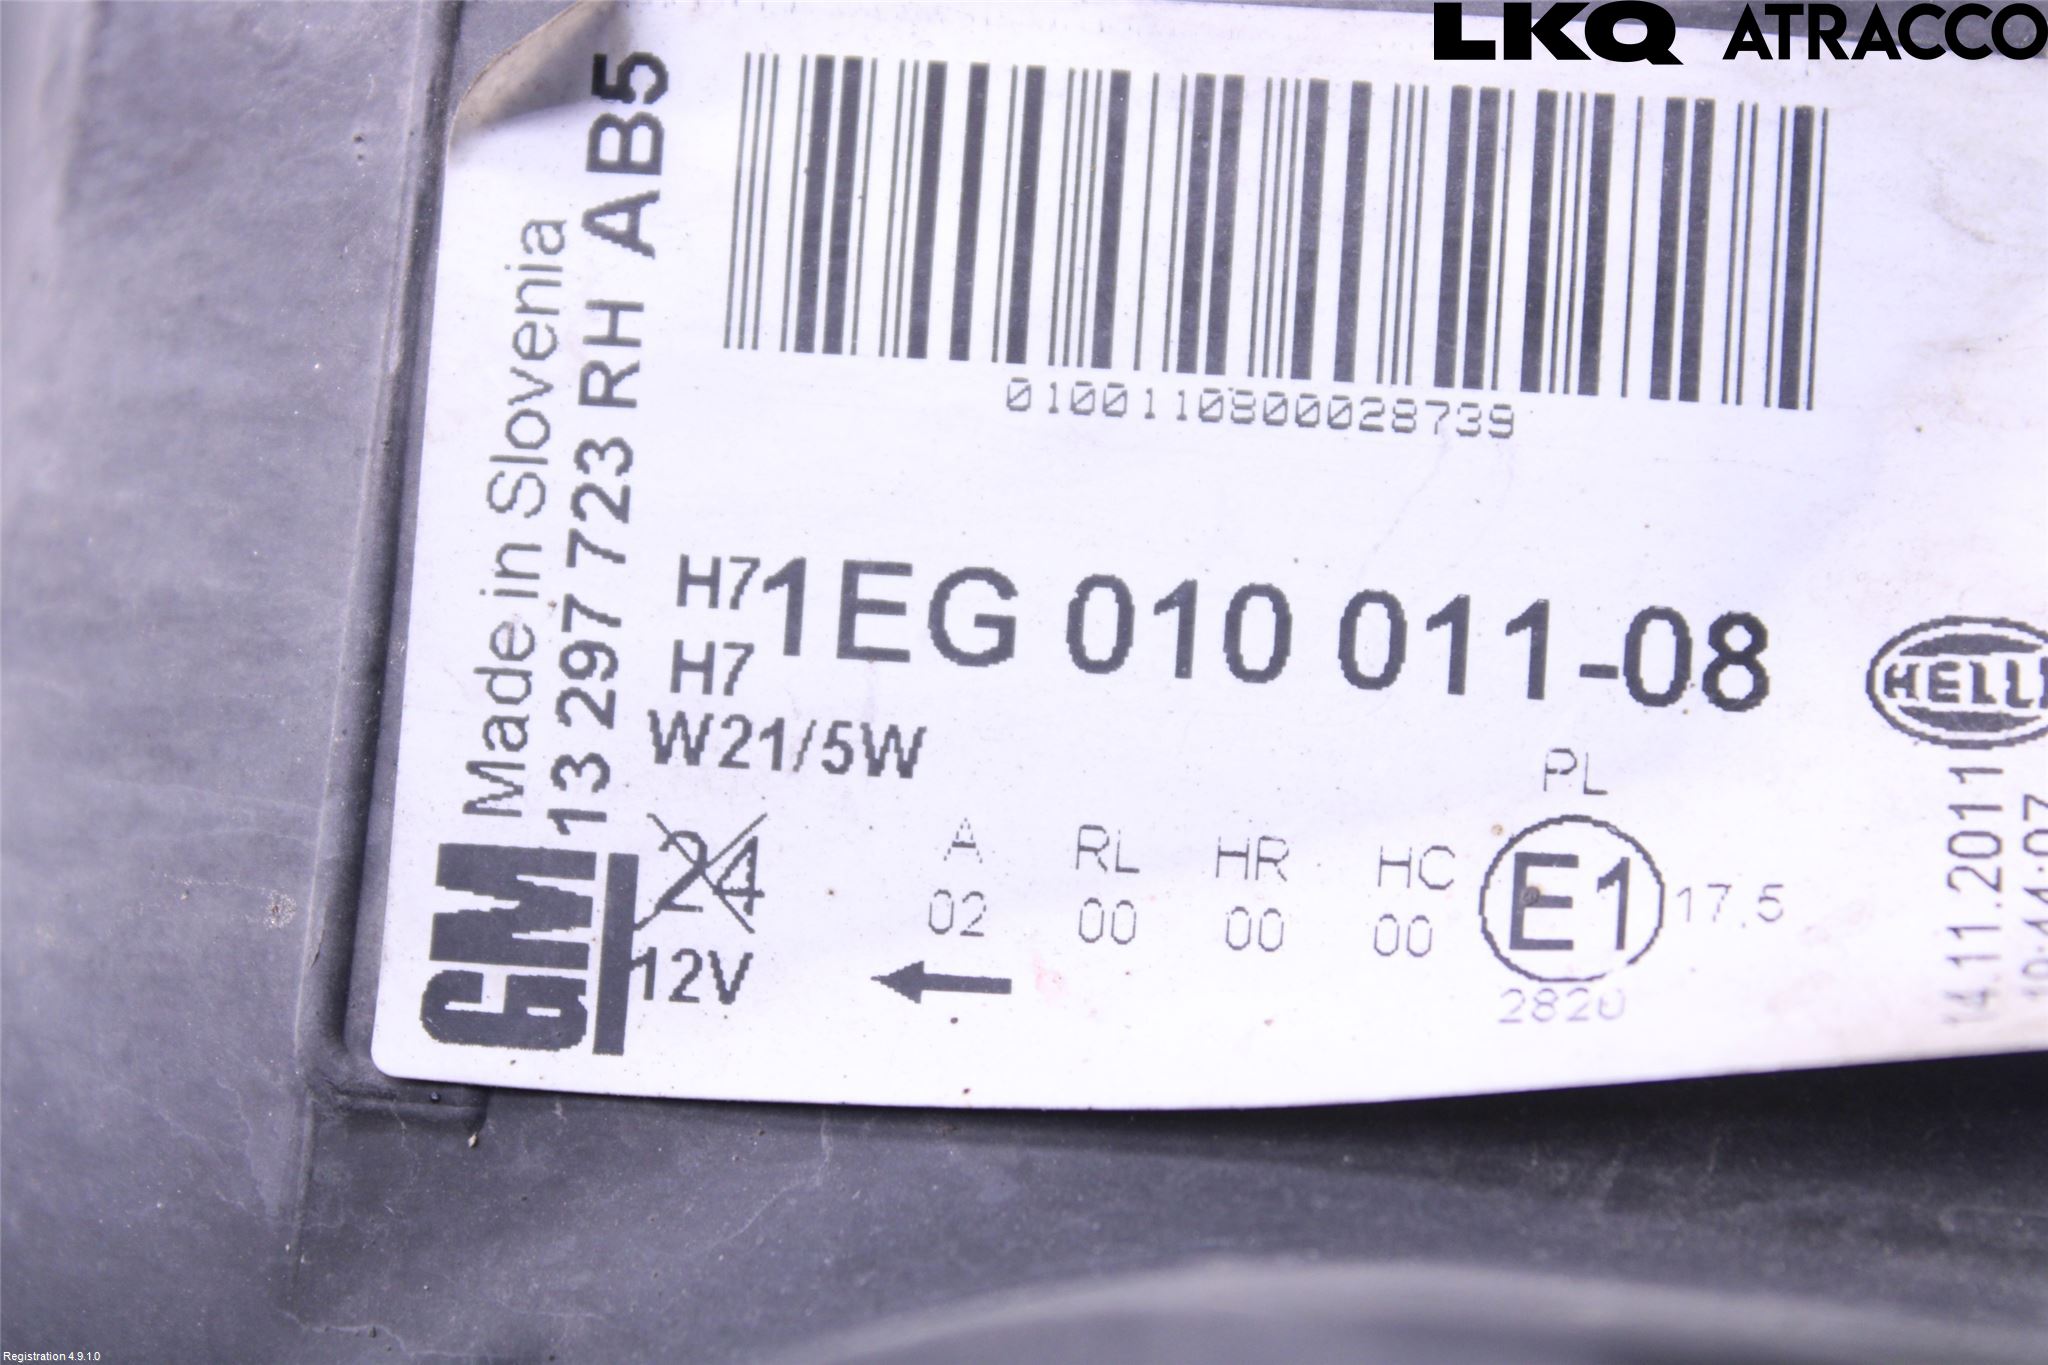 LKQ ATRACCO
Made in Slovenia
13 297 723 RH AB5
GM
010011080028739
H7
1EG 010 011-08
H7
W21/5W
HELL
24
12V
A RL HR HC PL
02 00 00 00 E1 17.5
2820
14.11.2011
Registration 4.9.1.0